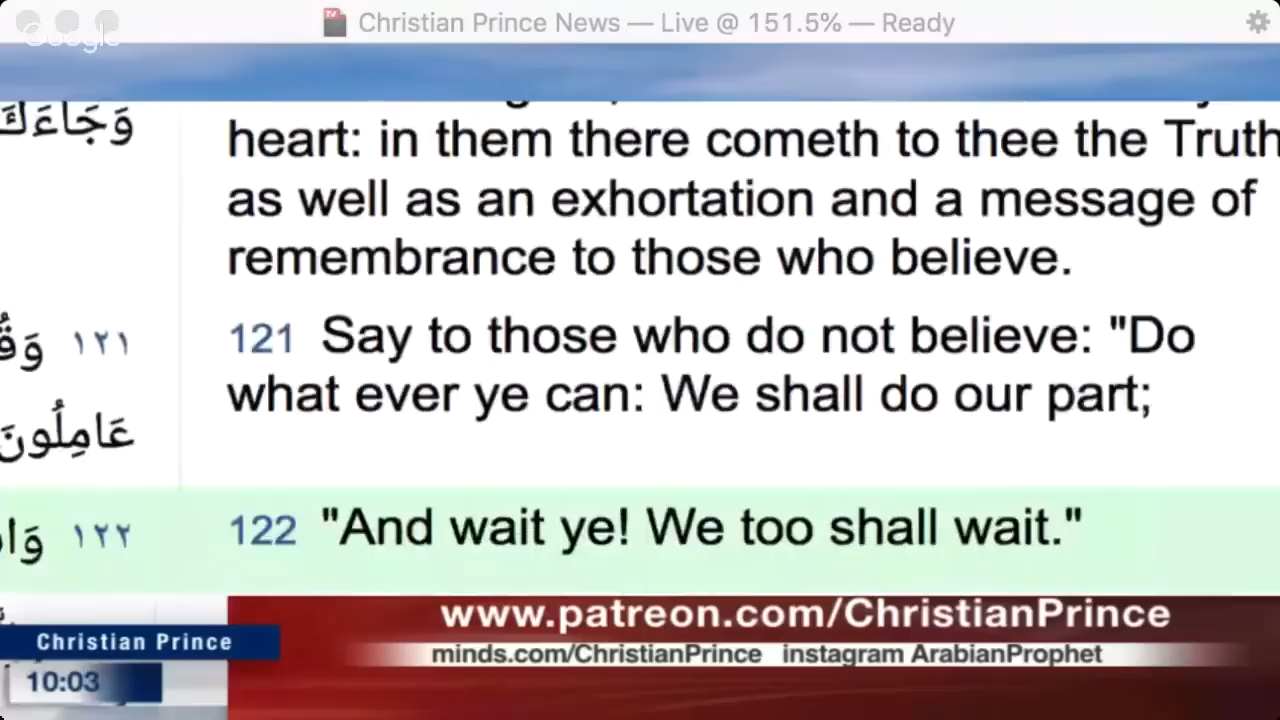 Christian Prince News — Live @ 151.5% — Ready
Google
heart: in them there cometh to thee the Truth
as well as an exhortation and a message of
remembrance to those who believe.
121 Say to those who do not believe: "Do
what ever ye can: We shall do our part;
١٢١
عَامِلُونَ
122 "And wait ye! We too shall wait."
١٢٢
www.patreon.com/ChristianPrince
minds.com/ChristianPrince instagram ArabianProphet
Christian Prince
10:03